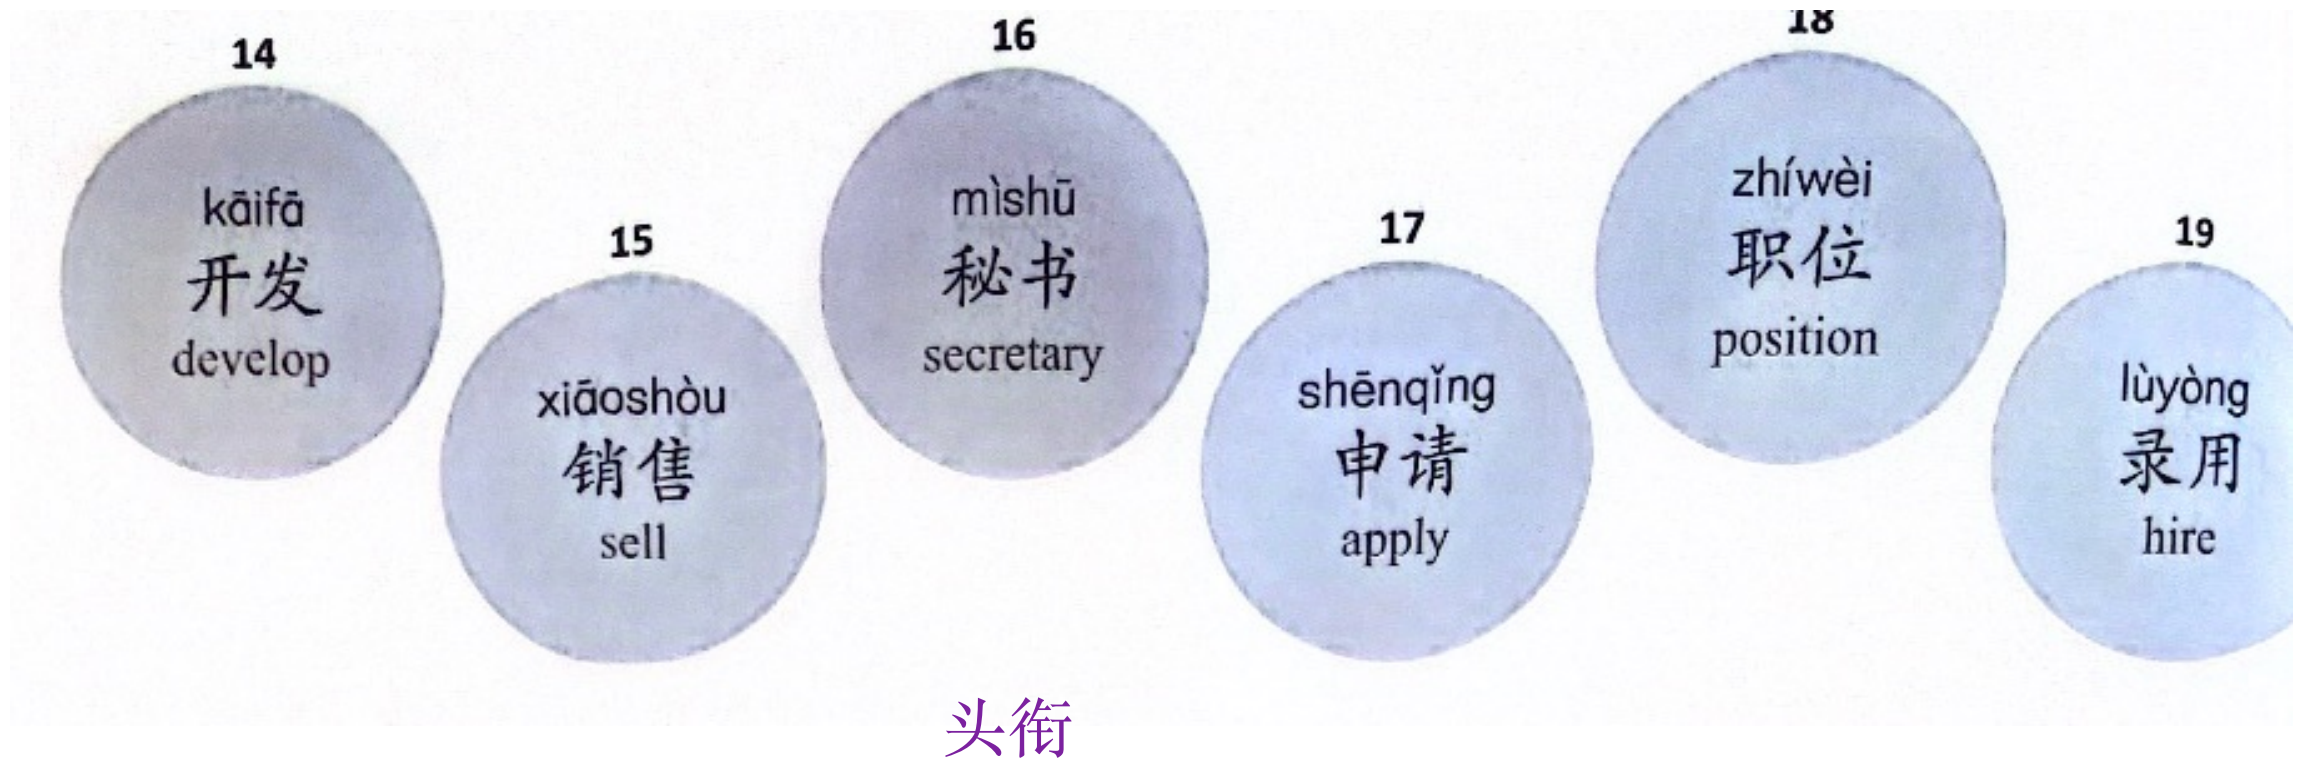 14
kāifā
开发
develop
15
xiāoshòu
销售
sell
16
mìshū
秘书
secretary
17
shēnqǐng
申请
apply
18
zhíwèi
职位
position
19
lùyòng
录用
hire
头衔